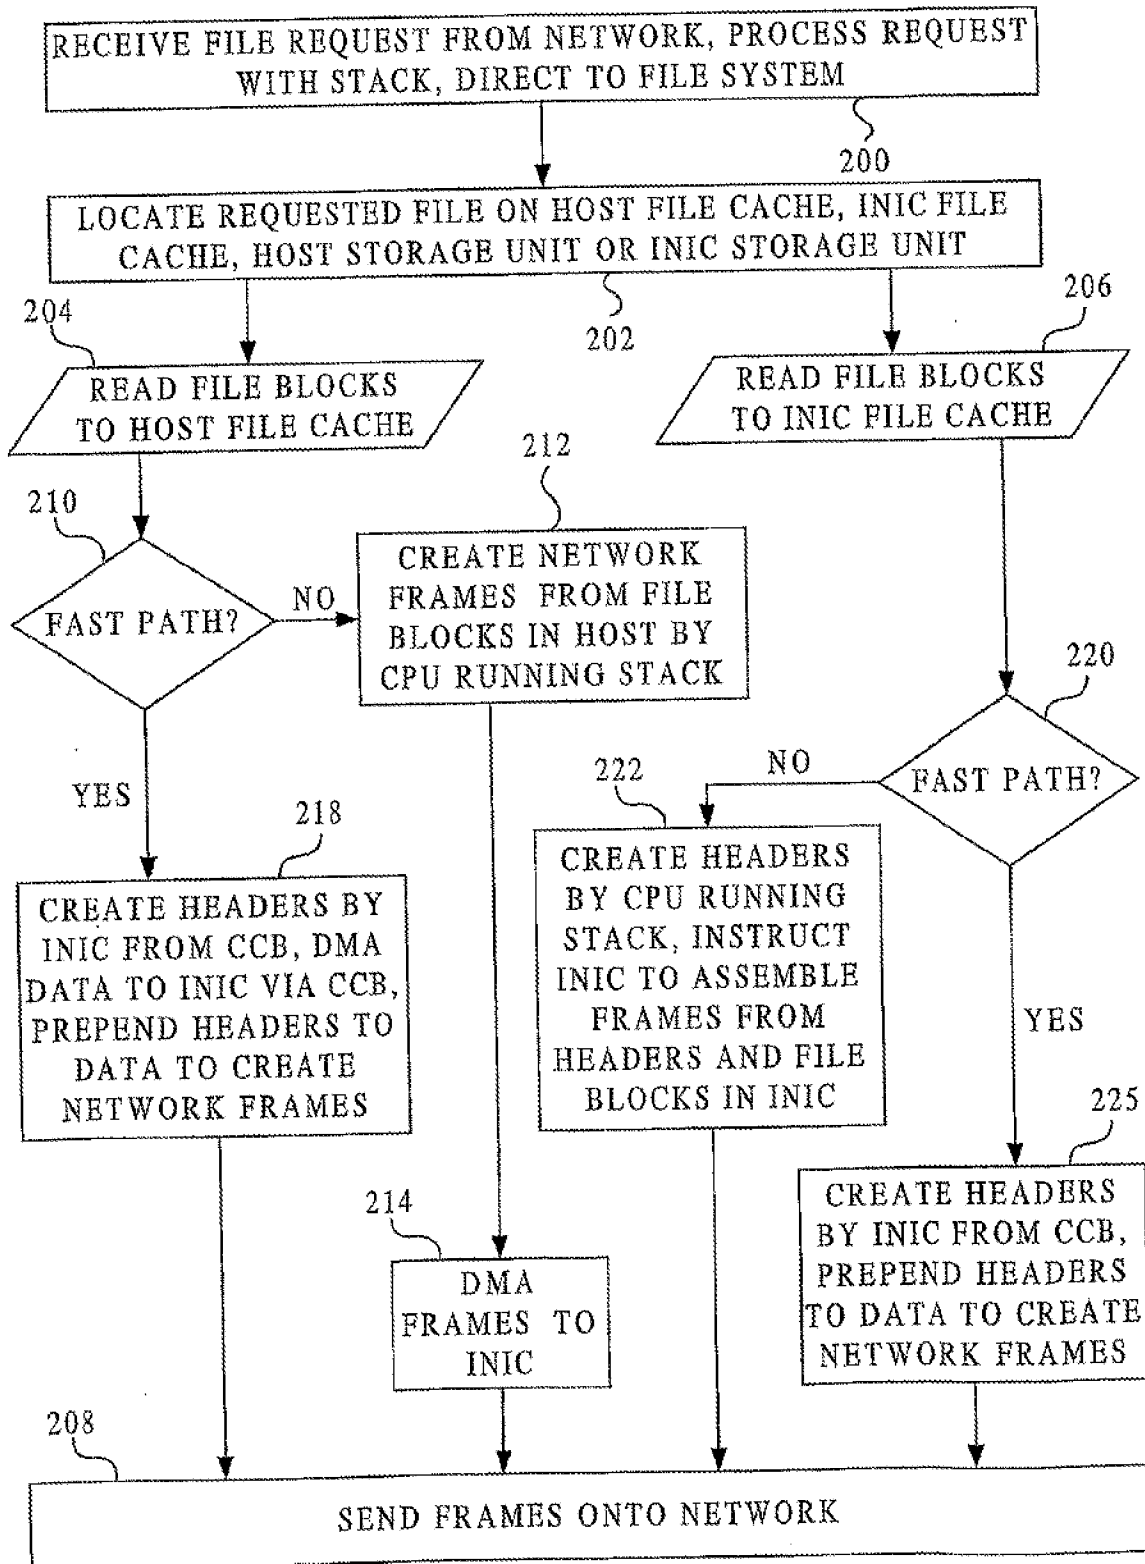 RECEIVE FILE REQUEST FROM NETWORK, PROCESS REQUEST
WITH STACK, DIRECT TO FILE SYSTEM
200
LOCATE REQUESTED FILE ON HOST FILE CACHE, INIC FILE
CACHE, HOST STORAGE UNIT OR INIC STORAGE UNIT
202
204
READ FILE BLOCKS
TO HOST FILE CACHE
206
READ FILE BLOCKS
TO INIC FILE CACHE
210
FAST PATH?
NO
YES
212
CREATE NETWORK
FRAMES FROM FILE
BLOCKS IN HOST BY
CPU RUNNING STACK
220
FAST PATH?
NO
YES
218
CREATE HEADERS BY
INIC FROM CCB, DMA
DATA TO INIC VIA CCB,
PREPEND HEADERS TO
DATA TO CREATE
NETWORK FRAMES
222
CREATE HEADERS
BY CPU RUNNING
STACK, INSTRUCT
INIC TO ASSEMBLE
FRAMES FROM
HEADERS AND FILE
BLOCKS IN INIC
214
DMA
FRAMES TO
INIC
225
CREATE HEADERS
BY INIC FROM CCB,
PREPEND HEADERS
TO DATA TO CREATE
NETWORK FRAMES
208
SEND FRAMES ONTO NETWORK